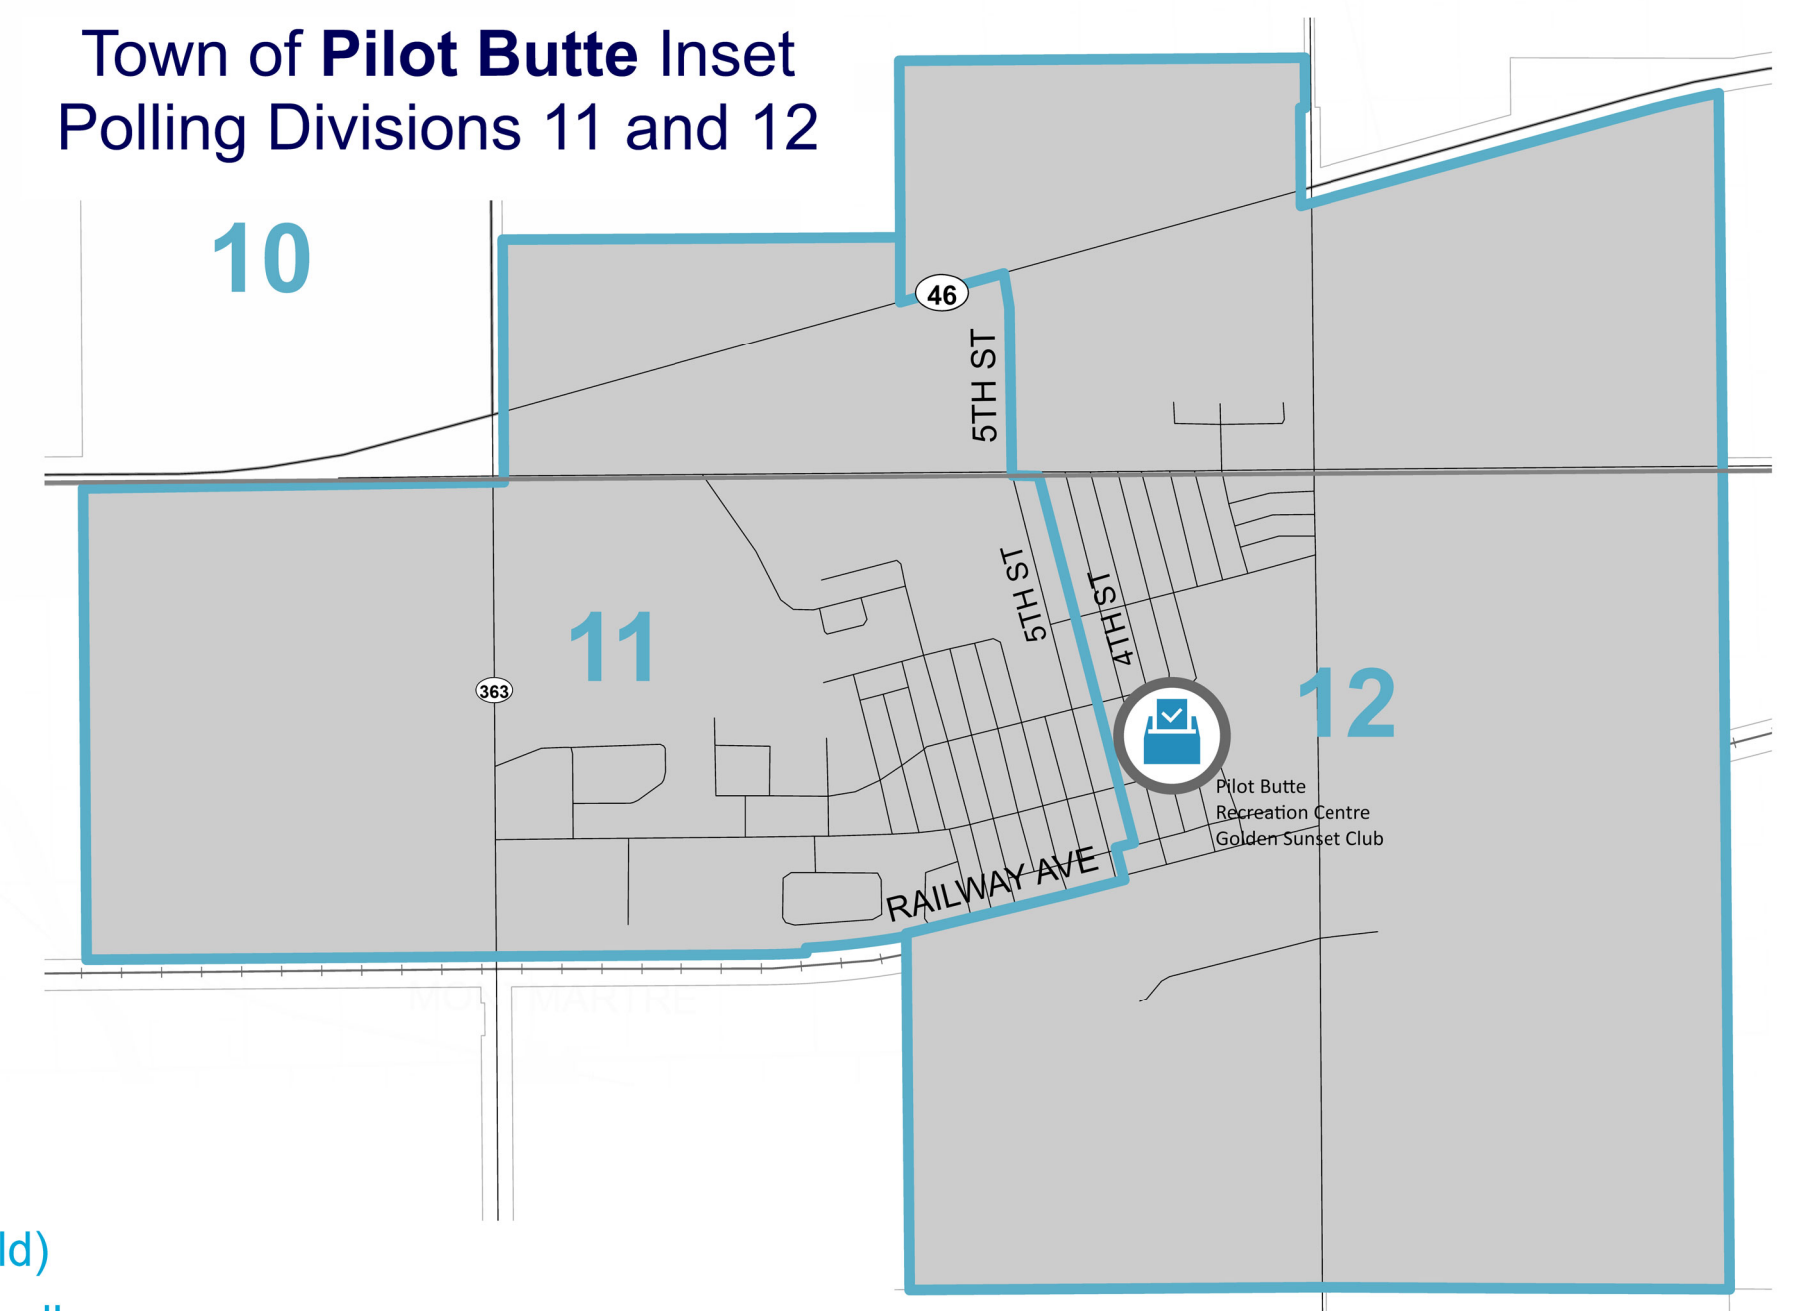 Town of Pilot Butte Inset
Polling Divisions 11 and 12
10
46
5TH ST
11
5TH ST
4TH ST
363
12
Pilot Butte
Recreation Centre
Golden Sunset Club
RAILWAY AVE
ld)